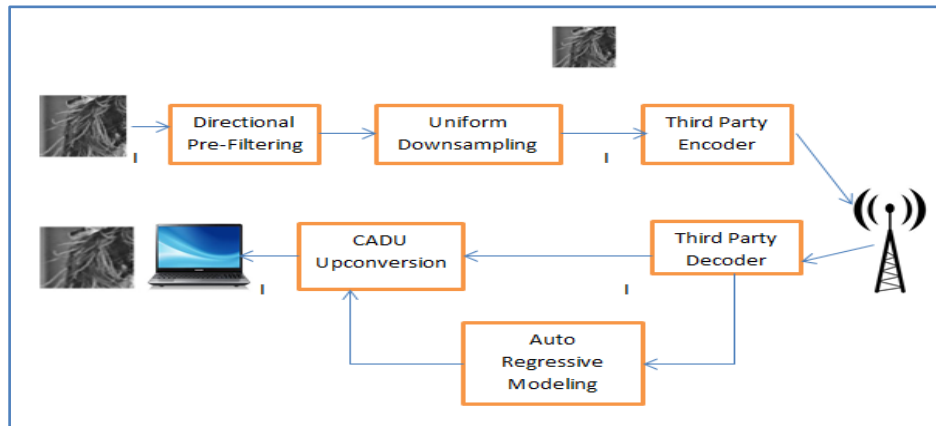 Directional
Pre-Filtering
Uniform
Downsampling
Third Party
Encoder
I
I
CADU
Upconversion
Third Party
Decoder
I
I
Auto
Regressive
Modeling